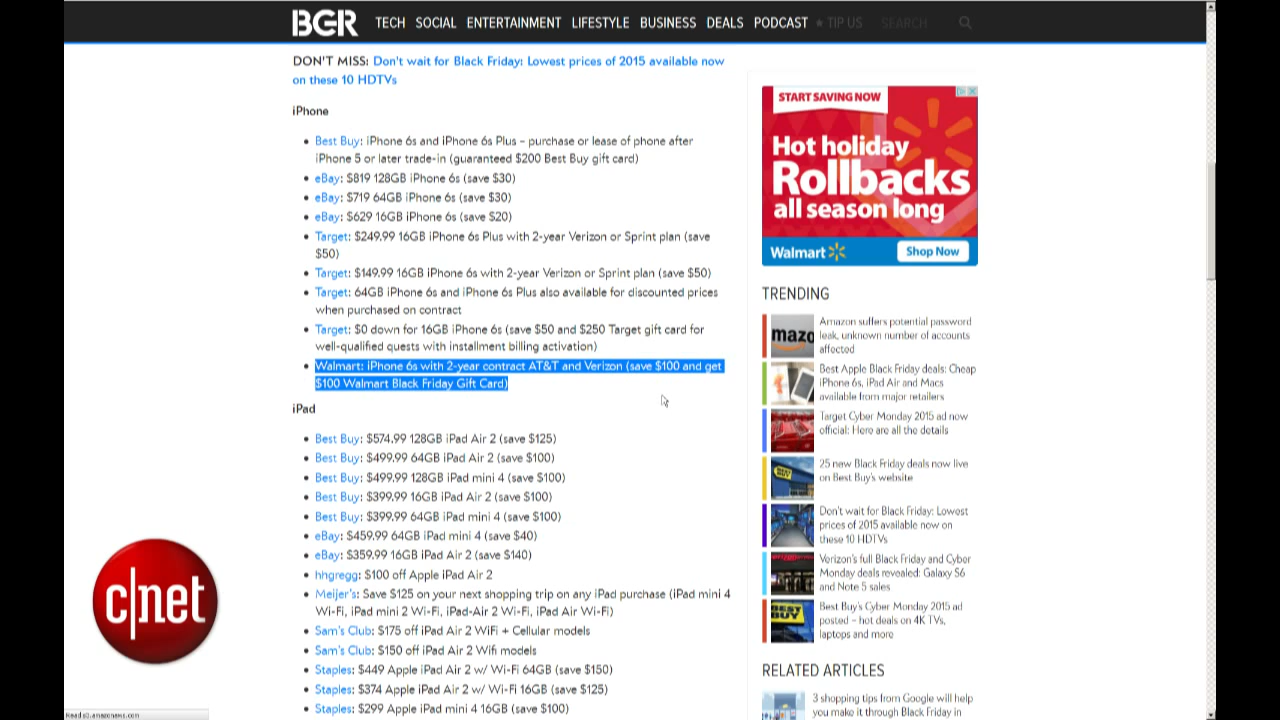 BGR TECH SOCIAL ENTERTAINMENT LIFESTYLE BUSINESS DEALS PODCAST ★ TIP US SEARCH
DON'T MISS: Don't wait for Black Friday: Lowest prices of 2015 available now
on these 10 HDTVs
iPhone
• Best Buy: iPhone 6s and iPhone 6s Plus – purchase or lease of phone after
iPhone 5 or later trade-in (guaranteed $200 Best Buy gift card)
• eBay: $819 128GB iPhone 6s (save $30)
• eBay: $719 64GB iPhone 6s (save $30)
• eBay: $629 16GB iPhone 6s (save $20)
• Target: $249.99 16GB iPhone 6s Plus with 2-year Verizon or Sprint plan (save
$50)
• Target: $149.99 16GB iPhone 6s with 2-year Verizon or Sprint plan (save $50)
• Target: 64GB iPhone 6s and iPhone 6s Plus also available for discounted prices
when purchased on contract
• Target: $0 down for 16GB iPhone 6s (save $50 and $250 Target gift card for
well-qualified quests with installment billing activation)
• Walmart: iPhone 6s with 2-year contract AT&T and Verizon (save $100 and get
$100 Walmart Black Friday Gift Card)
iPad
• Best Buy: $574.99 128GB iPad Air 2 (save $125)
• Best Buy: $499.99 64GB iPad Air 2 (save $100)
• Best Buy: $499.99 128GB iPad mini 4 (save $100)
• Best Buy: $399.99 16GB iPad Air 2 (save $100)
• Best Buy: $399.99 64GB iPad mini 4 (save $100)
• eBay: $459.99 64GB iPad mini 4 (save $40)
• eBay: $359.99 16GB iPad Air 2 (save $140)
• hhgregg: $100 off Apple iPad Air 2
• Meijer's: Save $125 on your next shopping trip on any iPad purchase (iPad mini 4
Wi-Fi, iPad mini 2 Wi-Fi, iPad-Air 2 Wi-Fi, iPad Air Wi-Fi)
• Sam's Club: $175 off iPad Air 2 WiFi + Cellular models
• Sam's Club: $150 off iPad Air 2 Wifi models
• Staples: $449 Apple iPad Air 2 w/ Wi-Fi 64GB (save $150)
• Staples: $374 Apple iPad Air 2 w/ Wi-Fi 16GB (save $125)
• Staples: $299 Apple iPad mini 4 16GB (save $100)
START SAVING NOW
Hot holiday
Rollbacks
all season long
Walmart
Shop Now
TRENDING
mazo
Amazon suffers potential password
leak, unknown number of accounts
affected
Best Apple Black Friday deals: Cheap
iPhone 6s, iPad Air and Macs
available from major retailers
Target Cyber Monday 2015 ad now
official: Here are all the details
25 new Black Friday deals now live
on Best Buy's website
Don't wait for Black Friday: Lowest
prices of 2015 available now on
these 10 HDTVs
Verizon's full Black Friday and Cyber
Monday deals revealed: Galaxy S6
and Note 5 sales
BEST
BUY
Best Buy's Cyber Monday 2015 ad
posted – hot deals on 4K TVs,
laptops and more
RELATED ARTICLES
3 shopping tips from Google will help
you make it through Black Friday in
c|net